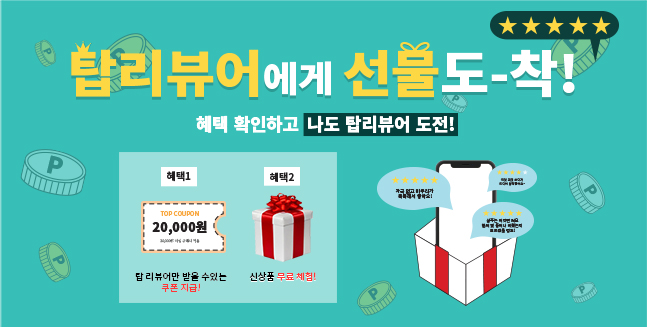 탑리뷰어에게 선물도-착!
혜택 확인하고 나도 탑리뷰어 도전!
혜택1
TOP COUPON
20,000원
탑 리뷰어만 받을 수있는
쿠폰 지급!
혜택2
신상품 무료 체험!
P
P
P
P
P